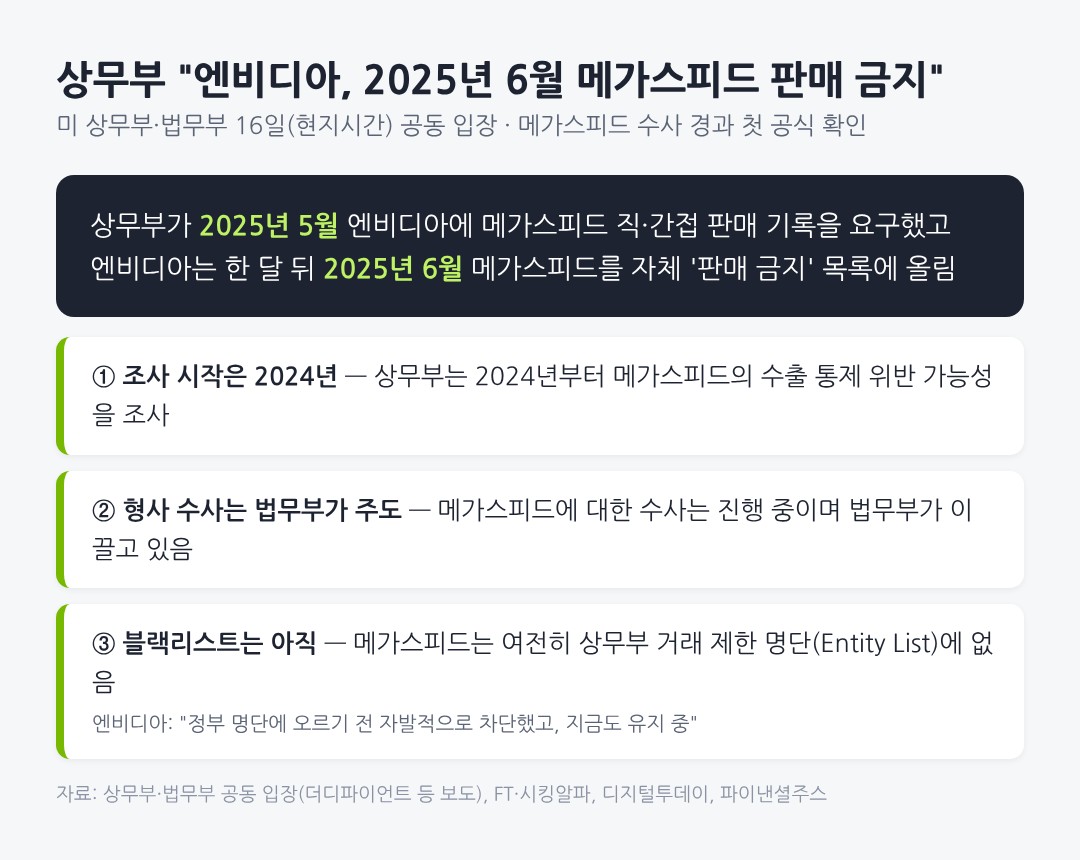 상무부 "엔비디아, 2025년 6월 메가스피드 판매 금지"
미 상무부·법무부 16일(현지시간) 공동 입장 · 메가스피드 수사 경과 첫 공식 확인
상무부가 2025년 5월 엔비디아에 메가스피드 직·간접 판매 기록을 요구했고
엔비디아는 한 달 뒤 2025년 6월 메가스피드를 자체 '판매 금지' 목록에 올림
① 조사 시작은 2024년 — 상무부는 2024년부터 메가스피드의 수출 통제 위반 가능성
을 조사
② 형사 수사는 법무부가 주도 — 메가스피드에 대한 수사는 진행 중이며 법무부가 이
끌고 있음
③ 블랙리스트는 아직 — 메가스피드는 여전히 상무부 거래 제한 명단(Entity List)에 없
음
엔비디아: "정부 명단에 오르기 전 자발적으로 차단했고, 지금도 유지 중"
자료: 상무부·법무부 공동 입장(더디파이언트 등 보도), FT·시킹알파, 디지털투데이, 파이낸셜주스